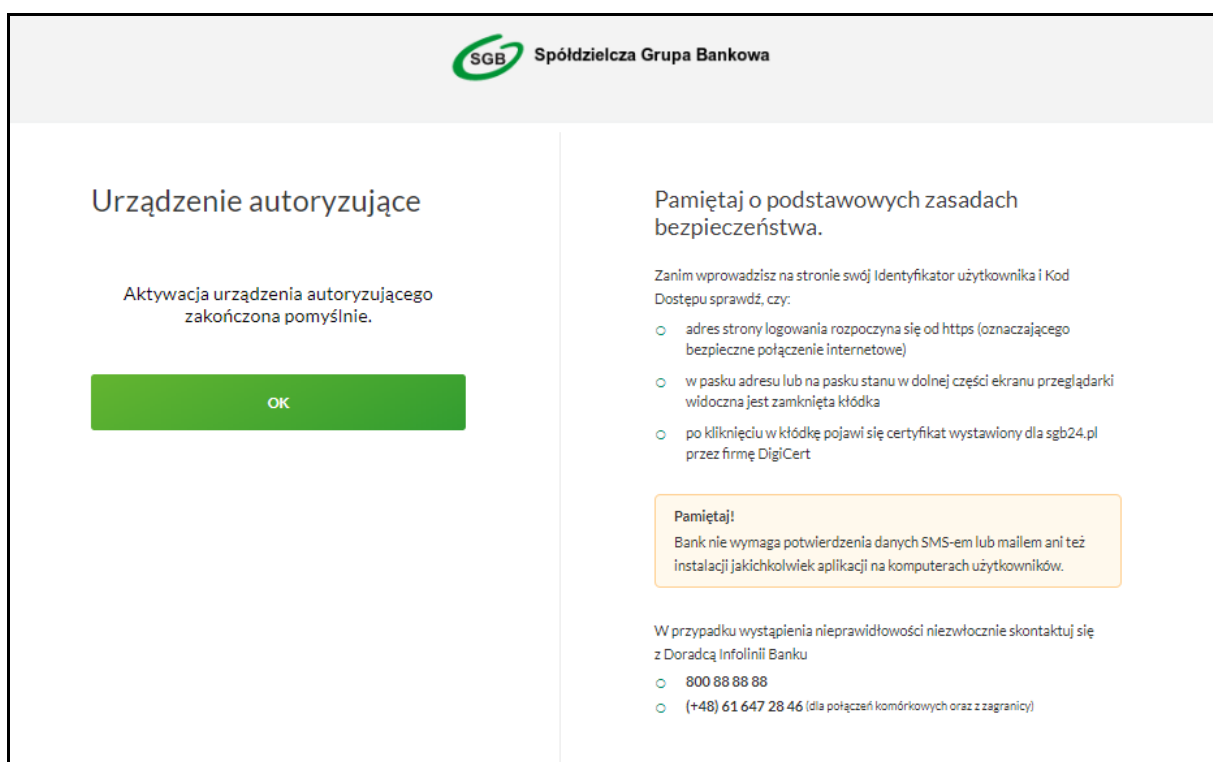 SGB Spółdzielcza Grupa Bankowa
Urządzenie autoryzujące
Aktywacja urządzenia autoryzującego
zakończona pomyślnie.
OK
Pamiętaj o podstawowych zasadach
bezpieczeństwa.
Zanim wprowadzisz na stronie swój Identyfikator użytkownika i Kod
Dostępu sprawdź, czy:
adres strony logowania rozpoczyna się od https (oznaczającego
bezpieczne połączenie internetowe)
w pasku adresu lub na pasku stanu w dolnej części ekranu przeglądarki
widoczna jest zamknięta kłódka
po kliknięciu w kłódkę pojawi się certyfikat wystawiony dla sgb24.pl
przez firmę DigiCert
Pamiętaj!
Bank nie wymaga potwierdzenia danych SMS-em lub mailem ani też
instalacji jakichkolwiek aplikacji na komputerach użytkowników.
W przypadku wystąpienia nieprawidłowości niezwłocznie skontaktuj się
z Doradcą Infolinii Banku
800 88 88 88
(+48) 61 647 28 46 (dla połączeń komórkowych oraz z zagranicy)